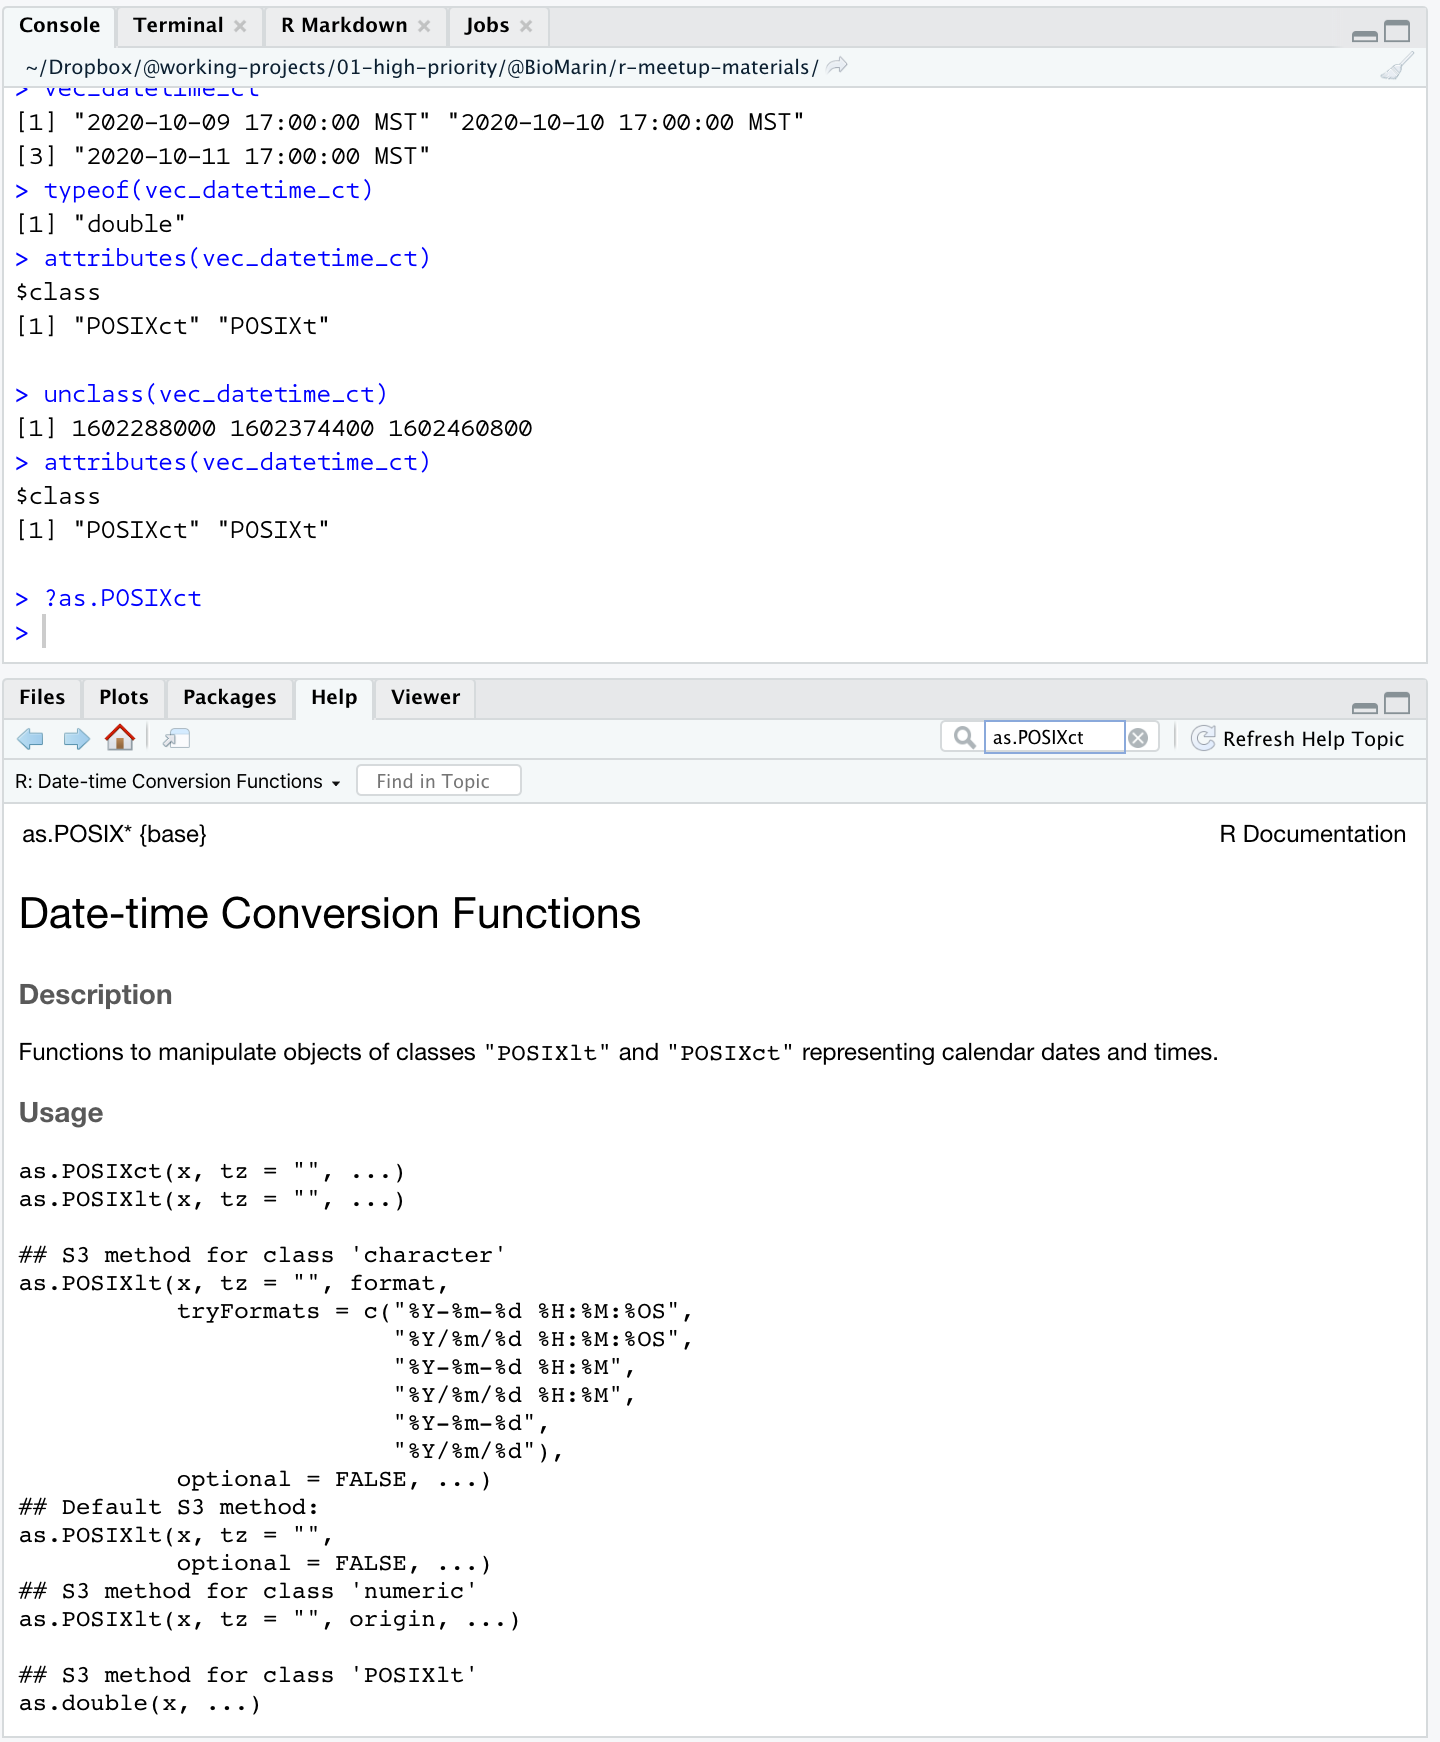 Console Terminal R Markdown Jobs
~/Dropbox/@working-projects/01-high-priority/@BioMarin/r-meetup-materials/
> vec_datetime_ct
[1] "2020-10-09 17:00:00 MST" "2020-10-10 17:00:00 MST"
[3] "2020-10-11 17:00:00 MST"
> typeof(vec_datetime_ct)
[1] "double"
> attributes(vec_datetime_ct)
$class
[1] "POSIXct" "POSIXt"
> unclass(vec_datetime_ct)
[1] 1602288000 1602374400 1602460800
> attributes(vec_datetime_ct)
$class
[1] "POSIXct" "POSIXt"
> ?as.POSIXct
>
Files Plots Packages Help Viewer
as.POSIXct Refresh Help Topic
R: Date-time Conversion Functions Find in Topic
as.POSIX* {base} R Documentation
Date-time Conversion Functions
Description
Functions to manipulate objects of classes "POSIXlt" and "POSIXct" representing calendar dates and times.
Usage
as.POSIXct(x, tz = "", ...)
as.POSIXlt(x, tz = "", ...)
## S3 method for class 'character'
as.POSIXlt(x, tz = "", format,
tryFormats = c("%Y-%m-%d %H:%M:%OS",
"%Y/%m/%d %H:%M:%OS",
"%Y-%m-%d %H:%M",
"%Y/%m/%d %H:%M",
"%Y-%m-%d",
"%Y/%m/%d"),
optional = FALSE, ...)
## Default S3 method:
as.POSIXlt(x, tz = "",
optional = FALSE, ...)
## S3 method for class 'numeric'
as.POSIXlt(x, tz = "", origin, ...)
## S3 method for class 'POSIXlt'
as.double(x, ...)